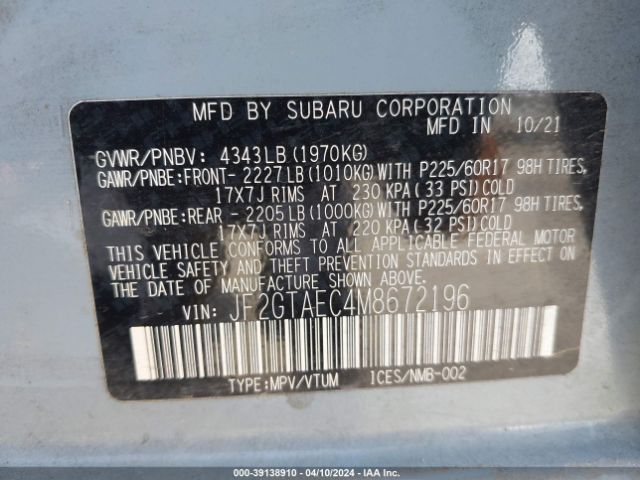 MFD BY SUBARU CORPORATION
MFD IN 10/21
GVWR/PNBV: 4343LB(1970KG)
GAWR/PNBE:FRONT- 2227LB(1010KG)WITH P225/60R17 98H TIRES,
17X7J RIMS AT 230 KPA(33 PSI)COLD
GAWR/PNBE:REAR - 2205LB(1000KG)WITH P225/60R17 98H TIRES,
17X7J RIMS AT 220 KPA(32 PSI)COLD
THIS VEHICLE CONFORMS TO ALL APPLICABLE FEDERAL MOTOR
VEHICLE SAFETY AND THEFT PREVENTION STANDARDS IN EFFECT ON
THE DATE OF MANUFACTURE SHOWN ABOVE.
VIN: JF2GTAEC4M8672196
TYPE:MPV/VTUM ICES/NMB-002
000-39138910 - 04/10/2024 - IAA Inc.